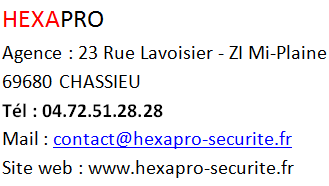 HEXAPRO
Agence : 23 Rue Lavoisier - ZI Mi-Plaine
69680 CHASSIEU
Tél : 04.72.51.28.28
Mail : contact@hexapro-securite.fr
Site web : www.hexapro-securite.fr